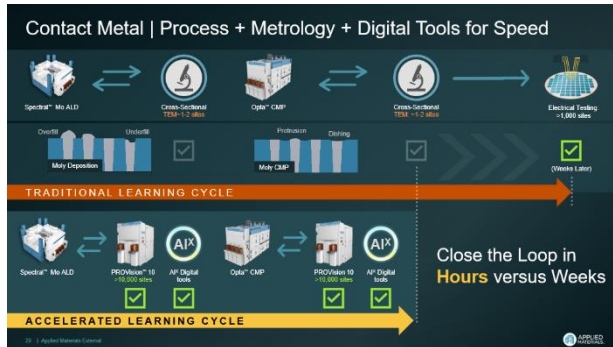 Contact Metal | Process + Metrology + Digital Tools for Speed
Spectral™ Mo ALD
Cross-Sectional
TEM~1-2 sites
Opta™ CMP
Cross-Sectional
TEM ~1-2 sites
Electrical Testing:
>1,000 sites
Overfill
Underfill
Moly Deposition
Protrusion
Dishing
Moly CMP
(Weeks Later)
TRADITIONAL LEARNING CYCLE
Spectral™ Mo ALD
PROVision™ 10
>10,000 sites
AIX
AIX Digital
tools
Opta™ CMP
PROVision™ 10
>10,000 sites
AIX
AIX Digital
tools
Close the Loop in
Hours versus Weeks
ACCELERATED LEARNING CYCLE
20 | Applied Materials External
APPLIED
MATERIALS